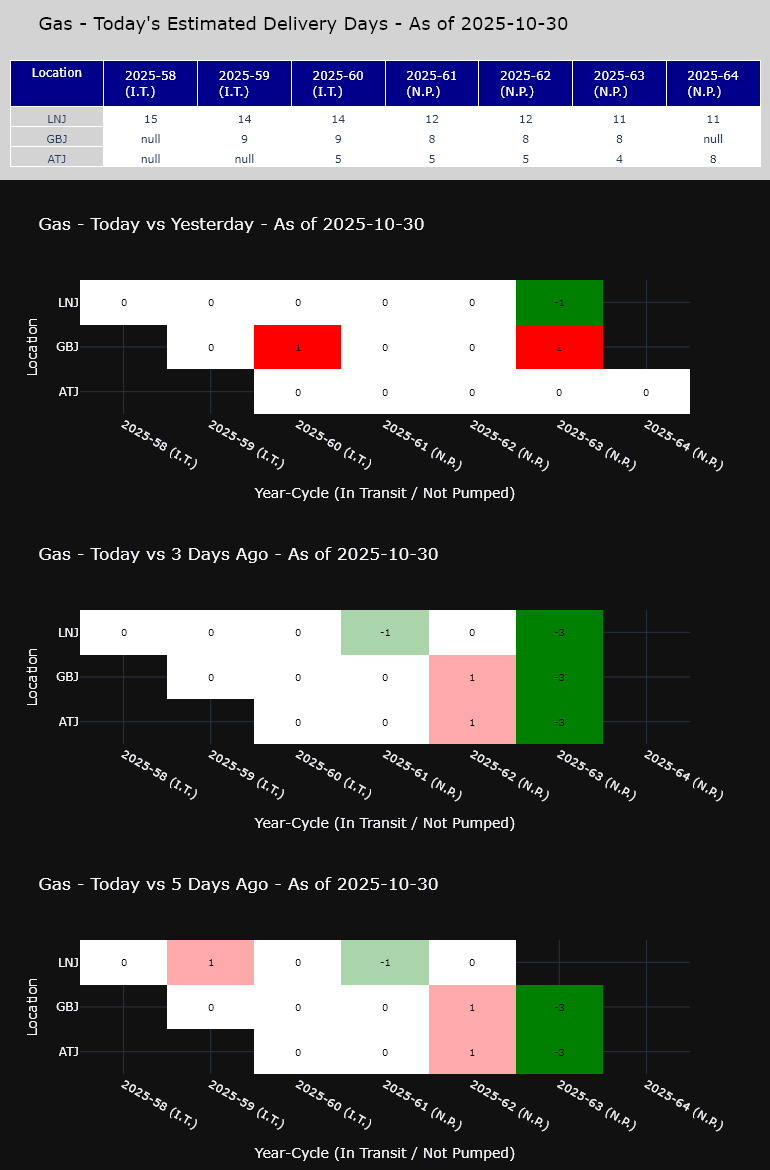 Gas - Today's Estimated Delivery Days - As of 2025-10-30
Location 2025-58 (I.T.) 2025-59 (I.T.) 2025-60 (I.T.) 2025-61 (N.P.) 2025-62 (N.P.) 2025-63 (N.P.) 2025-64 (N.P.)
LNJ 15 14 14 12 12 11 11
GBJ null 9 9 8 8 8 null
ATJ null null 5 5 5 4 8
Gas - Today vs Yesterday - As of 2025-10-30
Location
LNJ 0 0 0 0 0 -1
GBJ 0 1 0 0 1
ATJ 0 0 0 0 0
2025-58 (I.T.) 2025-59 (I.T.) 2025-60 (I.T.) 2025-61 (N.P.) 2025-62 (N.P.) 2025-63 (N.P.) 2025-64 (N.P.)
Year-Cycle (In Transit / Not Pumped)
Gas - Today vs 3 Days Ago - As of 2025-10-30
Location
LNJ 0 0 0 -1 0 -3
GBJ 0 0 0 1 -3
ATJ 0 0 1 -3
2025-58 (I.T.) 2025-59 (I.T.) 2025-60 (I.T.) 2025-61 (N.P.) 2025-62 (N.P.) 2025-63 (N.P.) 2025-64 (N.P.)
Year-Cycle (In Transit / Not Pumped)
Gas - Today vs 5 Days Ago - As of 2025-10-30
Location
LNJ 0 1 0 -1 0
GBJ 0 0 0 1 -3
ATJ 0 0 1 -3
2025-58 (I.T.) 2025-59 (I.T.) 2025-60 (I.T.) 2025-61 (N.P.) 2025-62 (N.P.) 2025-63 (N.P.) 2025-64 (N.P.)
Year-Cycle (In Transit / Not Pumped)